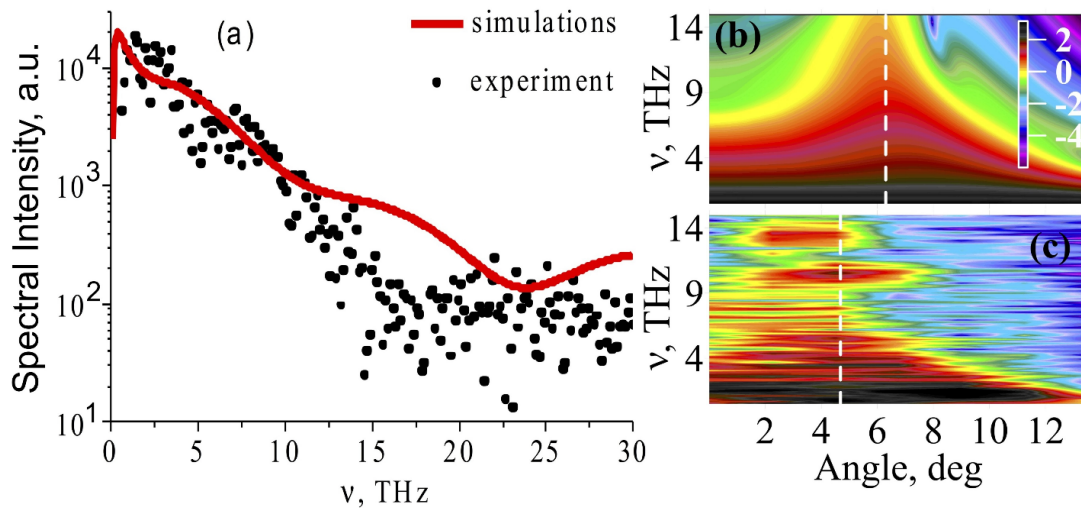 (a)
simulations
experiment
Spectral Intensity, a.u.
10^4
10^3
10^2
10^1
0 5 10 15 20 25 30
ν, THz
(b)
14
9
4
ν, THz
2
0
-2
-4
(c)
14
9
4
ν, THz
2 4 6 8 10 12
Angle, deg